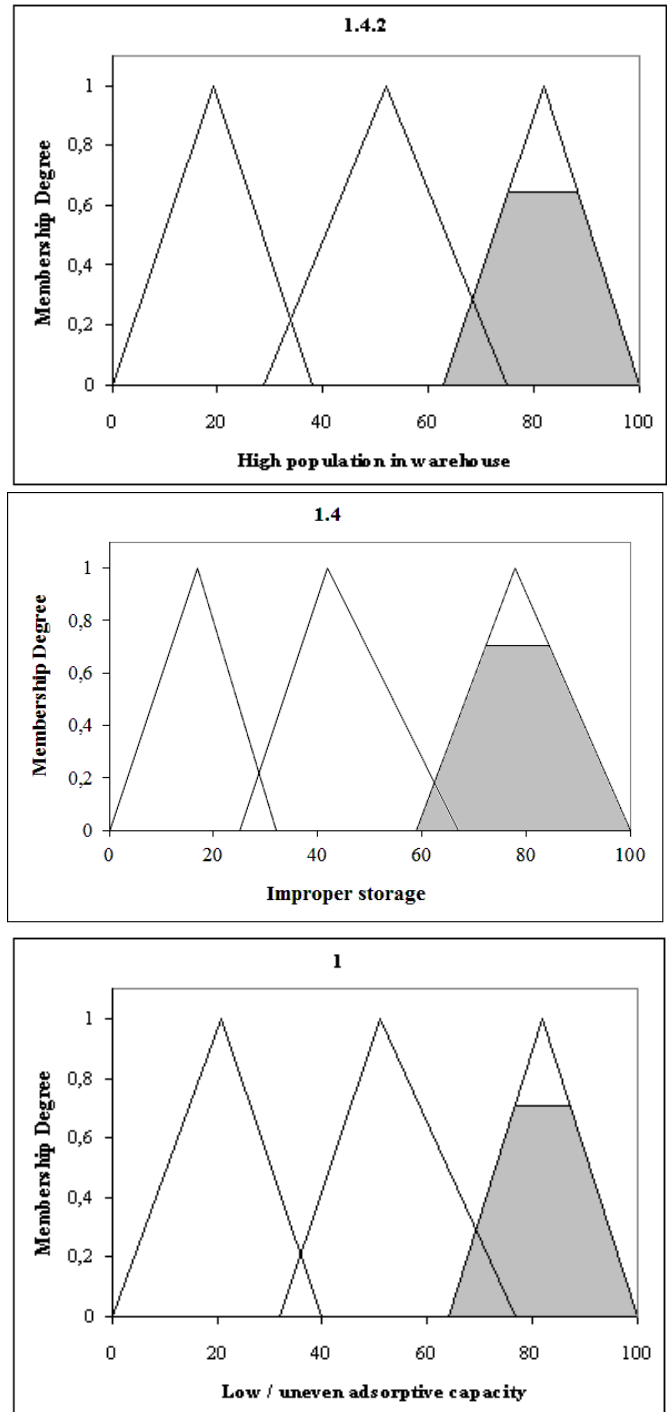 1.4.2
Membership Degree
1
0,8
0,6
0,4
0,2
0
0 20 40 60 80 100
High population in warehouse
1.4
Membership Degree
1
0,8
0,6
0,4
0,2
0
0 20 40 60 80 100
Improper storage
1
Membership Degree
1
0,8
0,6
0,4
0,2
0
0 20 40 60 80 100
Low / uneven adsorptive capacity